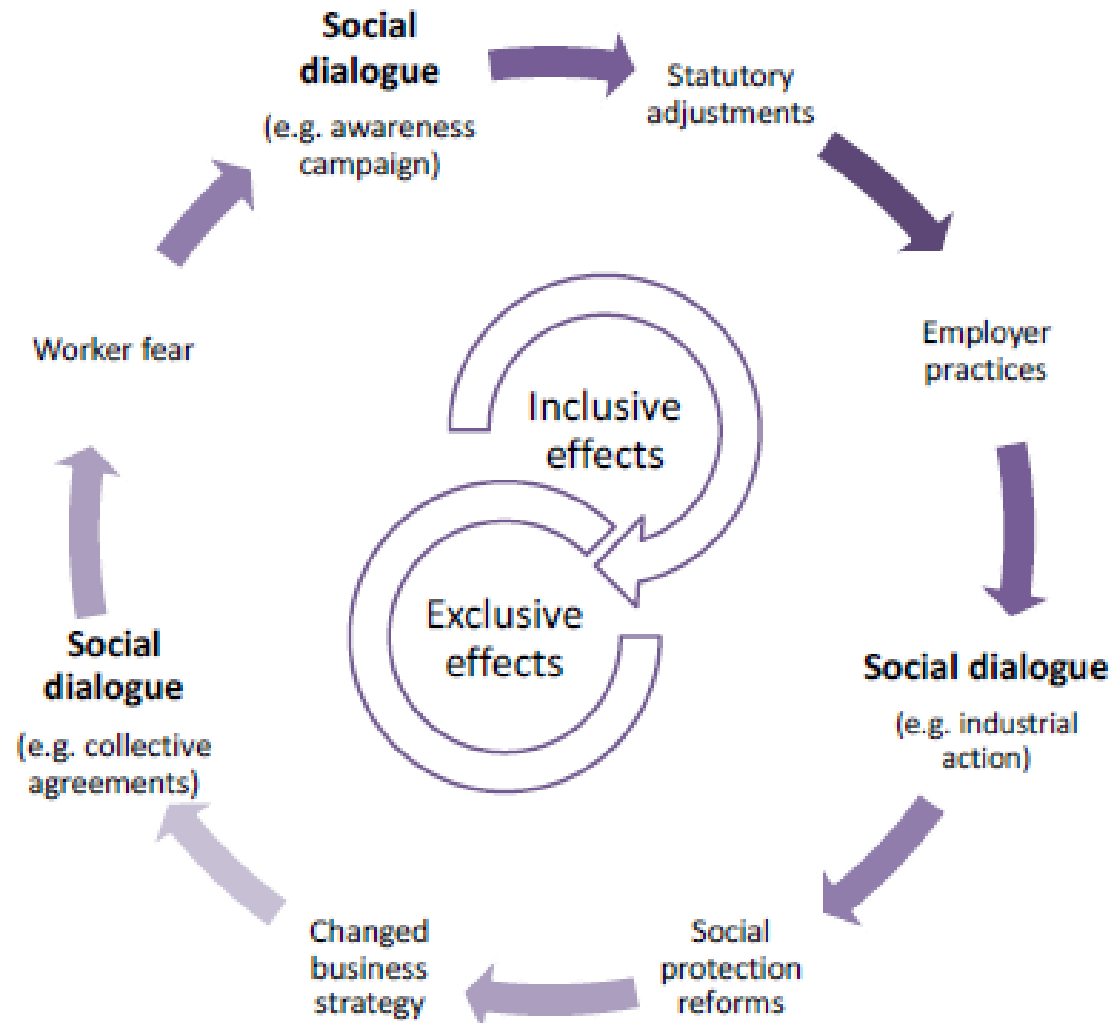 Social
dialogue
(e.g. awareness
campaign)
Statutory
adjustments
Employer
practices
Social dialogue
(e.g. industrial
action)
Social
protection
reforms
Changed
business
strategy
Social
dialogue
(e.g. collective
agreements)
Worker fear
Inclusive
effects
Exclusive
effects